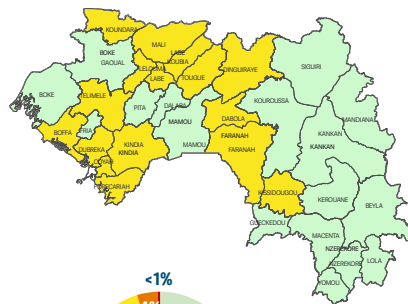 KOUNDARA
MALI
BOKE
LABE
GAOUAL
KOUBIA
LELOUMA
LABE
TOUGUE
DINGUIRAYE
SIGUIRI
BOKE
TELIMELE
PITA
DALABA
KOUROUSSA
MANDIANA
BOFFA
FRIA
MAMOU
DABOLA
FARANAH
KANKAN
DUBREKA
KINDIA
KINDIA
MAMOU
FARANAH
KANKAN
COYAH
FORECARIAH
KISSIDOUGOU
KEROUANE
BEYLA
GUECKEDOU
MACENTA
NZEREKORE
NZEREKORE
LOLA
YOMOU
<1%